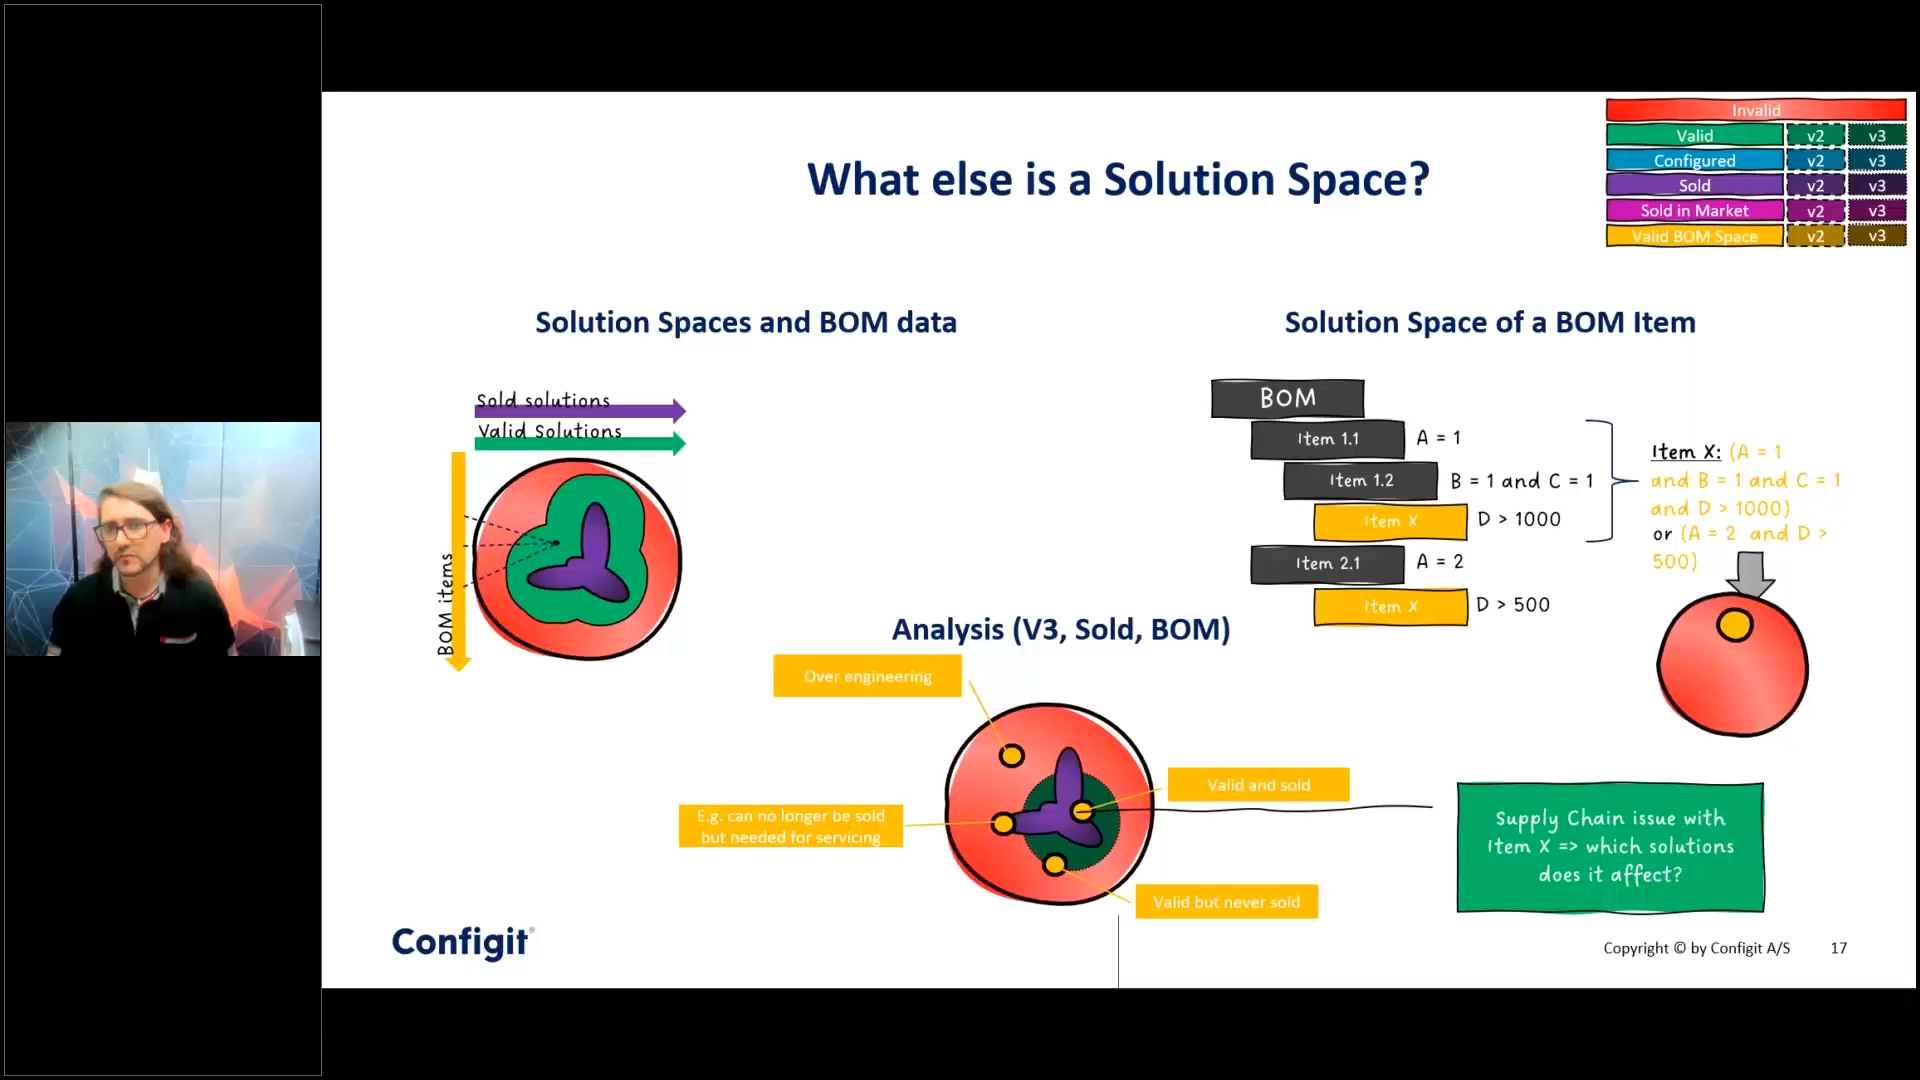 Invalid
Valid v2 v3
Configured v2 v3
Sold v2 v3
Sold in Market v2 v3
Valid BOM Space v2 v3
What else is a Solution Space?
Solution Spaces and BOM data
Sold solutions
Valid Solutions
BOM items
Solution Space of a BOM Item
BOM
Item 1.1 A = 1
Item 1.2 B = 1 and C = 1
Item X D > 1000
Item 2.1 A = 2
Item X D > 500
Item X: (A = 1
and B = 1 and C = 1
and D > 1000)
or (A = 2 and D >
500)
Analysis (V3, Sold, BOM)
Over engineering
E.g. can no longer be sold
but needed for servicing
Valid and sold
Valid but never sold
Supply Chain issue with
Item X => which solutions
does it affect?
Configit®
Copyright © by Configit A/S 17